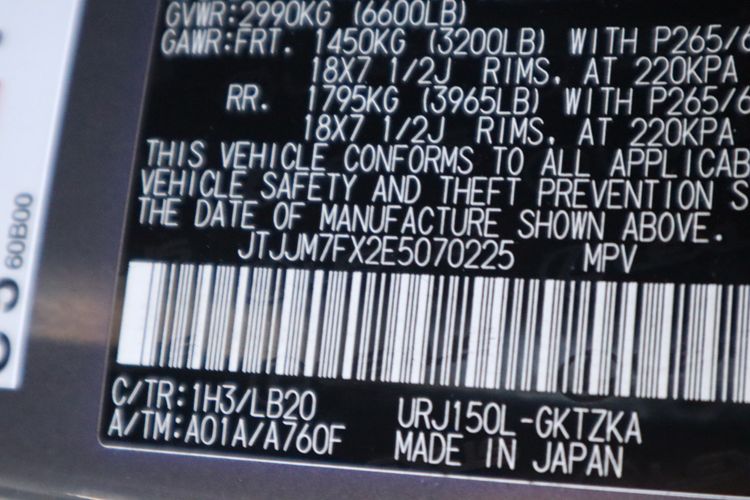 GVWR:2990KG (6600LB)
GAWR:FRT. 1450KG (3200LB) WITH P265/6
18X7 1/2J RIMS, AT 220KPA
RR. 1795KG (3965LB) WITH P265/6
18X7 1/2J RIMS, AT 220KPA
THIS VEHICLE CONFORMS TO ALL APPLICAB
VEHICLE SAFETY AND THEFT PREVENTION S
THE DATE OF MANUFACTURE SHOWN ABOVE.
JTJJM7FX2E5070225 MPV
C/TR:1H3/LB20 URJ150L-GKTZKA
A/TM:A01A/A760F MADE IN JAPAN
60B00